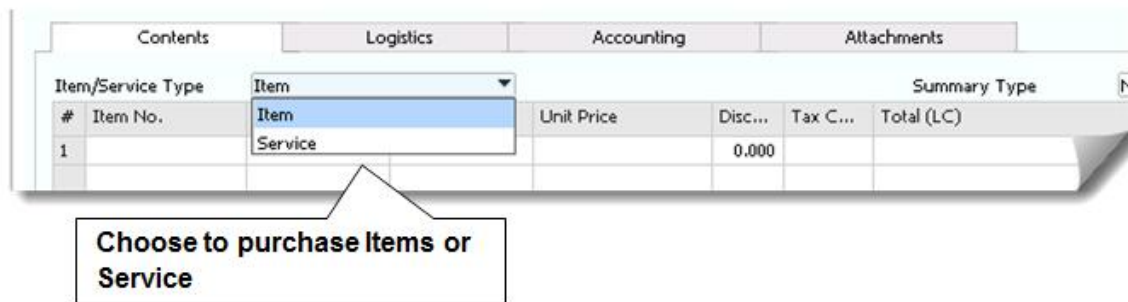 Contents Logistics Accounting Attachments
Item/Service Type Item Summary Type N
# Item No. Item Unit Price Disc... Tax C... Total (LC)
1 Service 0.000
Choose to purchase Items or
Service